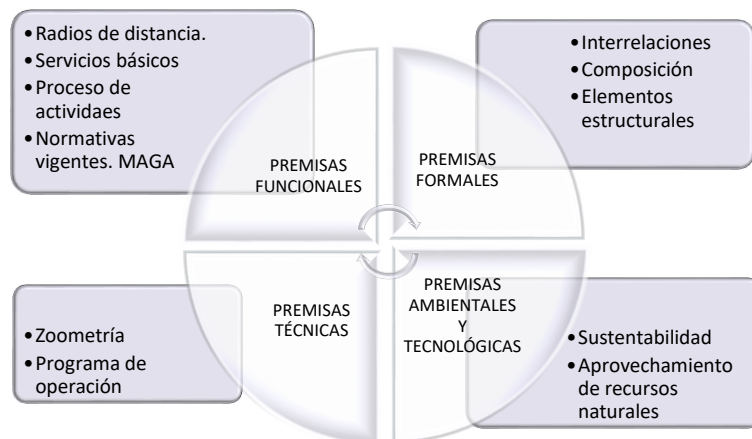 • Radios de distancia.
• Servicios básicos
• Proceso de
actividaes
• Normativas
vigentes. MAGA
PREMISAS
FUNCIONALES
• Interrelaciones
• Composición
• Elementos
estructurales
PREMISAS
FORMALES
• Zoometría
• Programa de
operación
PREMISAS
TÉCNICAS
PREMISAS
AMBIENTALES
Y
TECNOLÓGICAS
• Sustentabilidad
• Aprovechamiento
de recursos
naturales